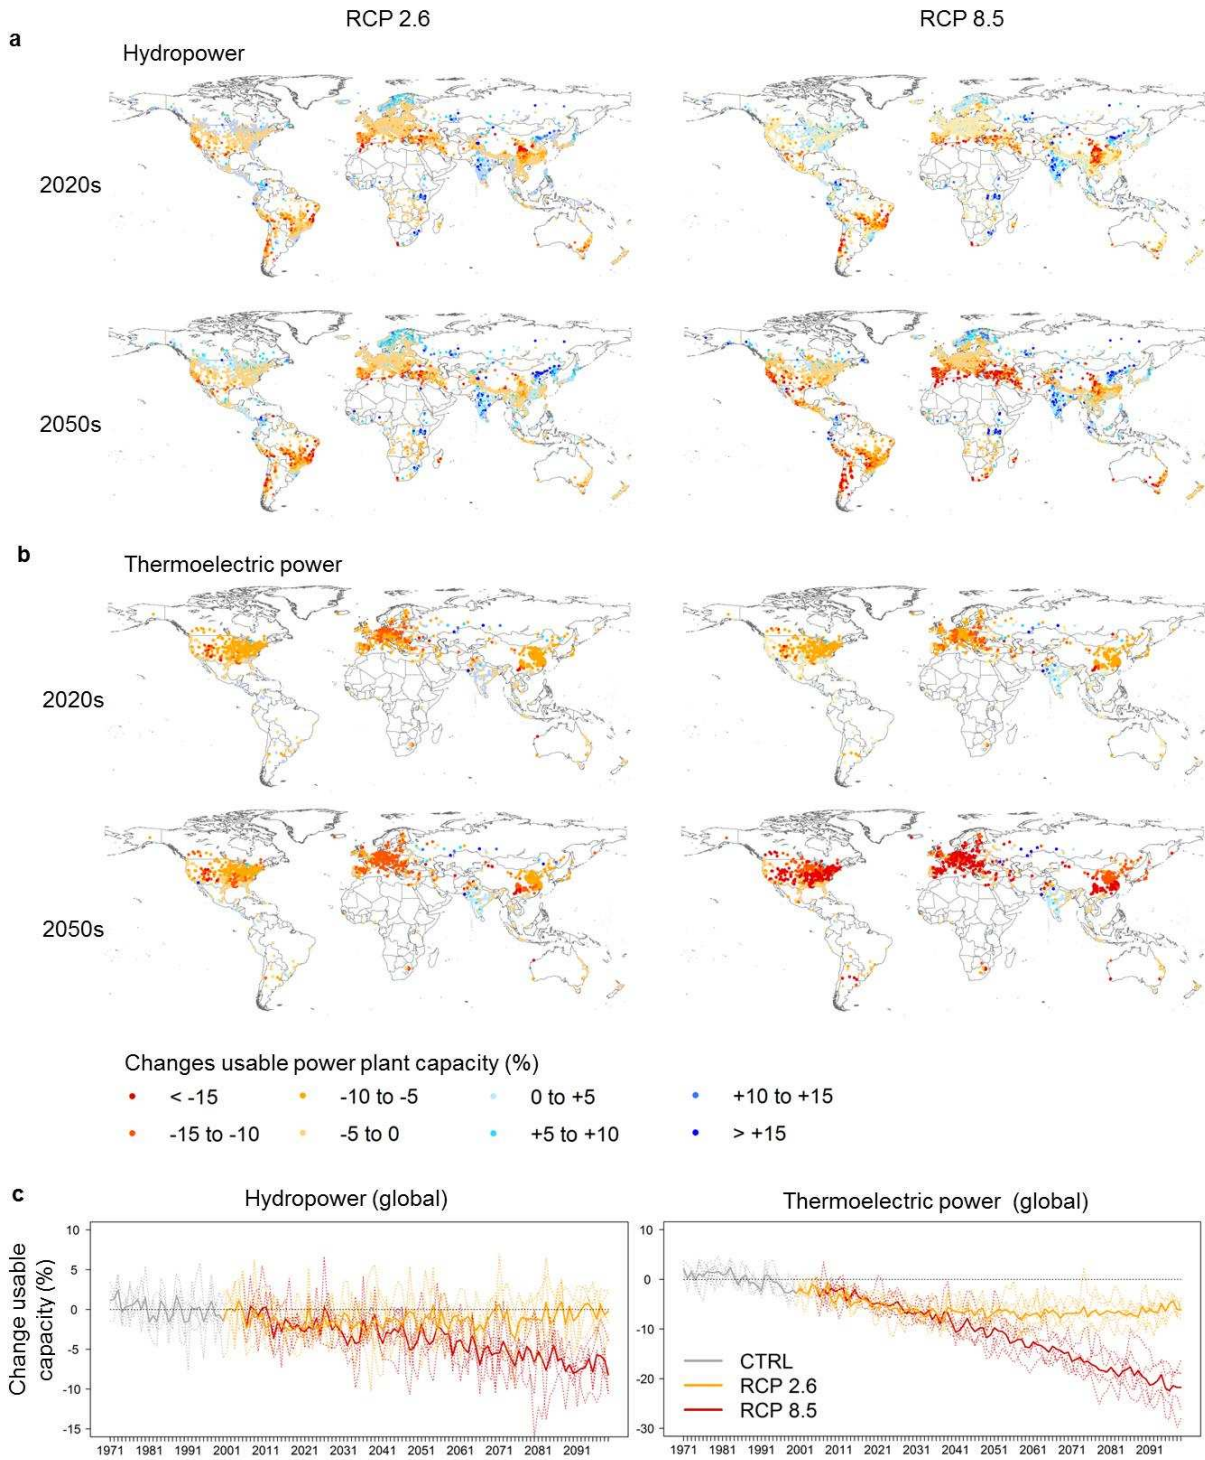 RCP 2.6
RCP 8.5
a
Hydropower
2020s
2050s
b
Thermoelectric power
2020s
2050s
Changes usable power plant capacity (%)
< -15
-10 to -5
0 to +5
+10 to +15
-15 to -10
-5 to 0
+5 to +10
> +15
c
Hydropower (global)
Thermoelectric power (global)
Change usable
capacity (%)
10
5
0
-5
-10
-15
1971 1981 1991 2001 2011 2021 2031 2041 2051 2061 2071 2081 2091
10
0
-10
-20
-30
CTRL
RCP 2.6
RCP 8.5
1971 1981 1991 2001 2011 2021 2031 2041 2051 2061 2071 2081 2091